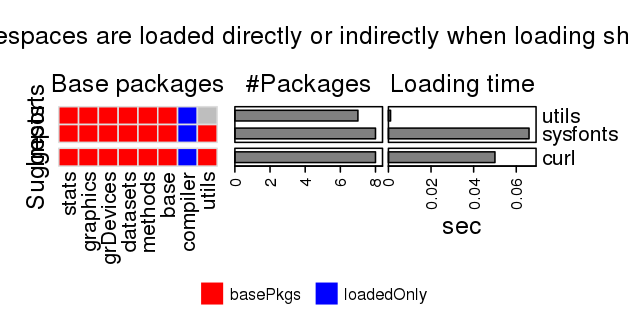 espaces are loaded directly or indirectly when loading sh
Base packages #Packages Loading time
Imports
Suggests
utils
sysfonts
curl
stats
graphics
grDevices
datasets
methods
base
compiler
utils
0 2 4 6 8
0 0.02 0.04 0.06
sec
basePkgs loadedOnly